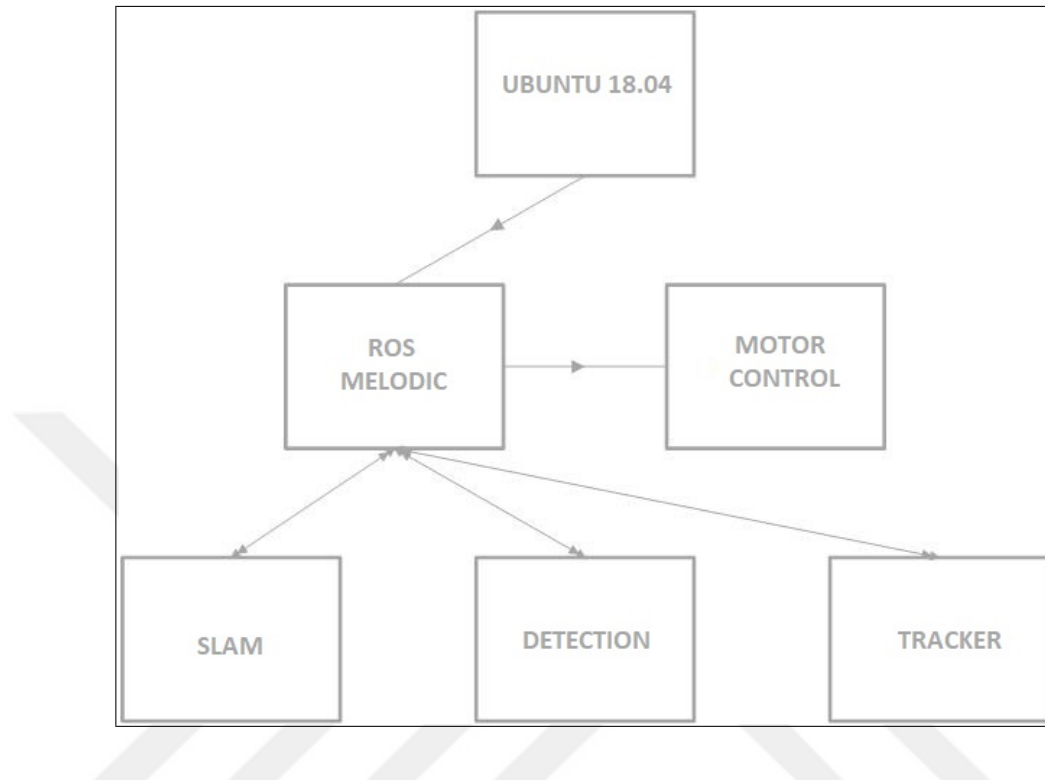 UBUNTU 18.04
ROS
MELODIC
MOTOR
CONTROL
SLAM
DETECTION
TRACKER